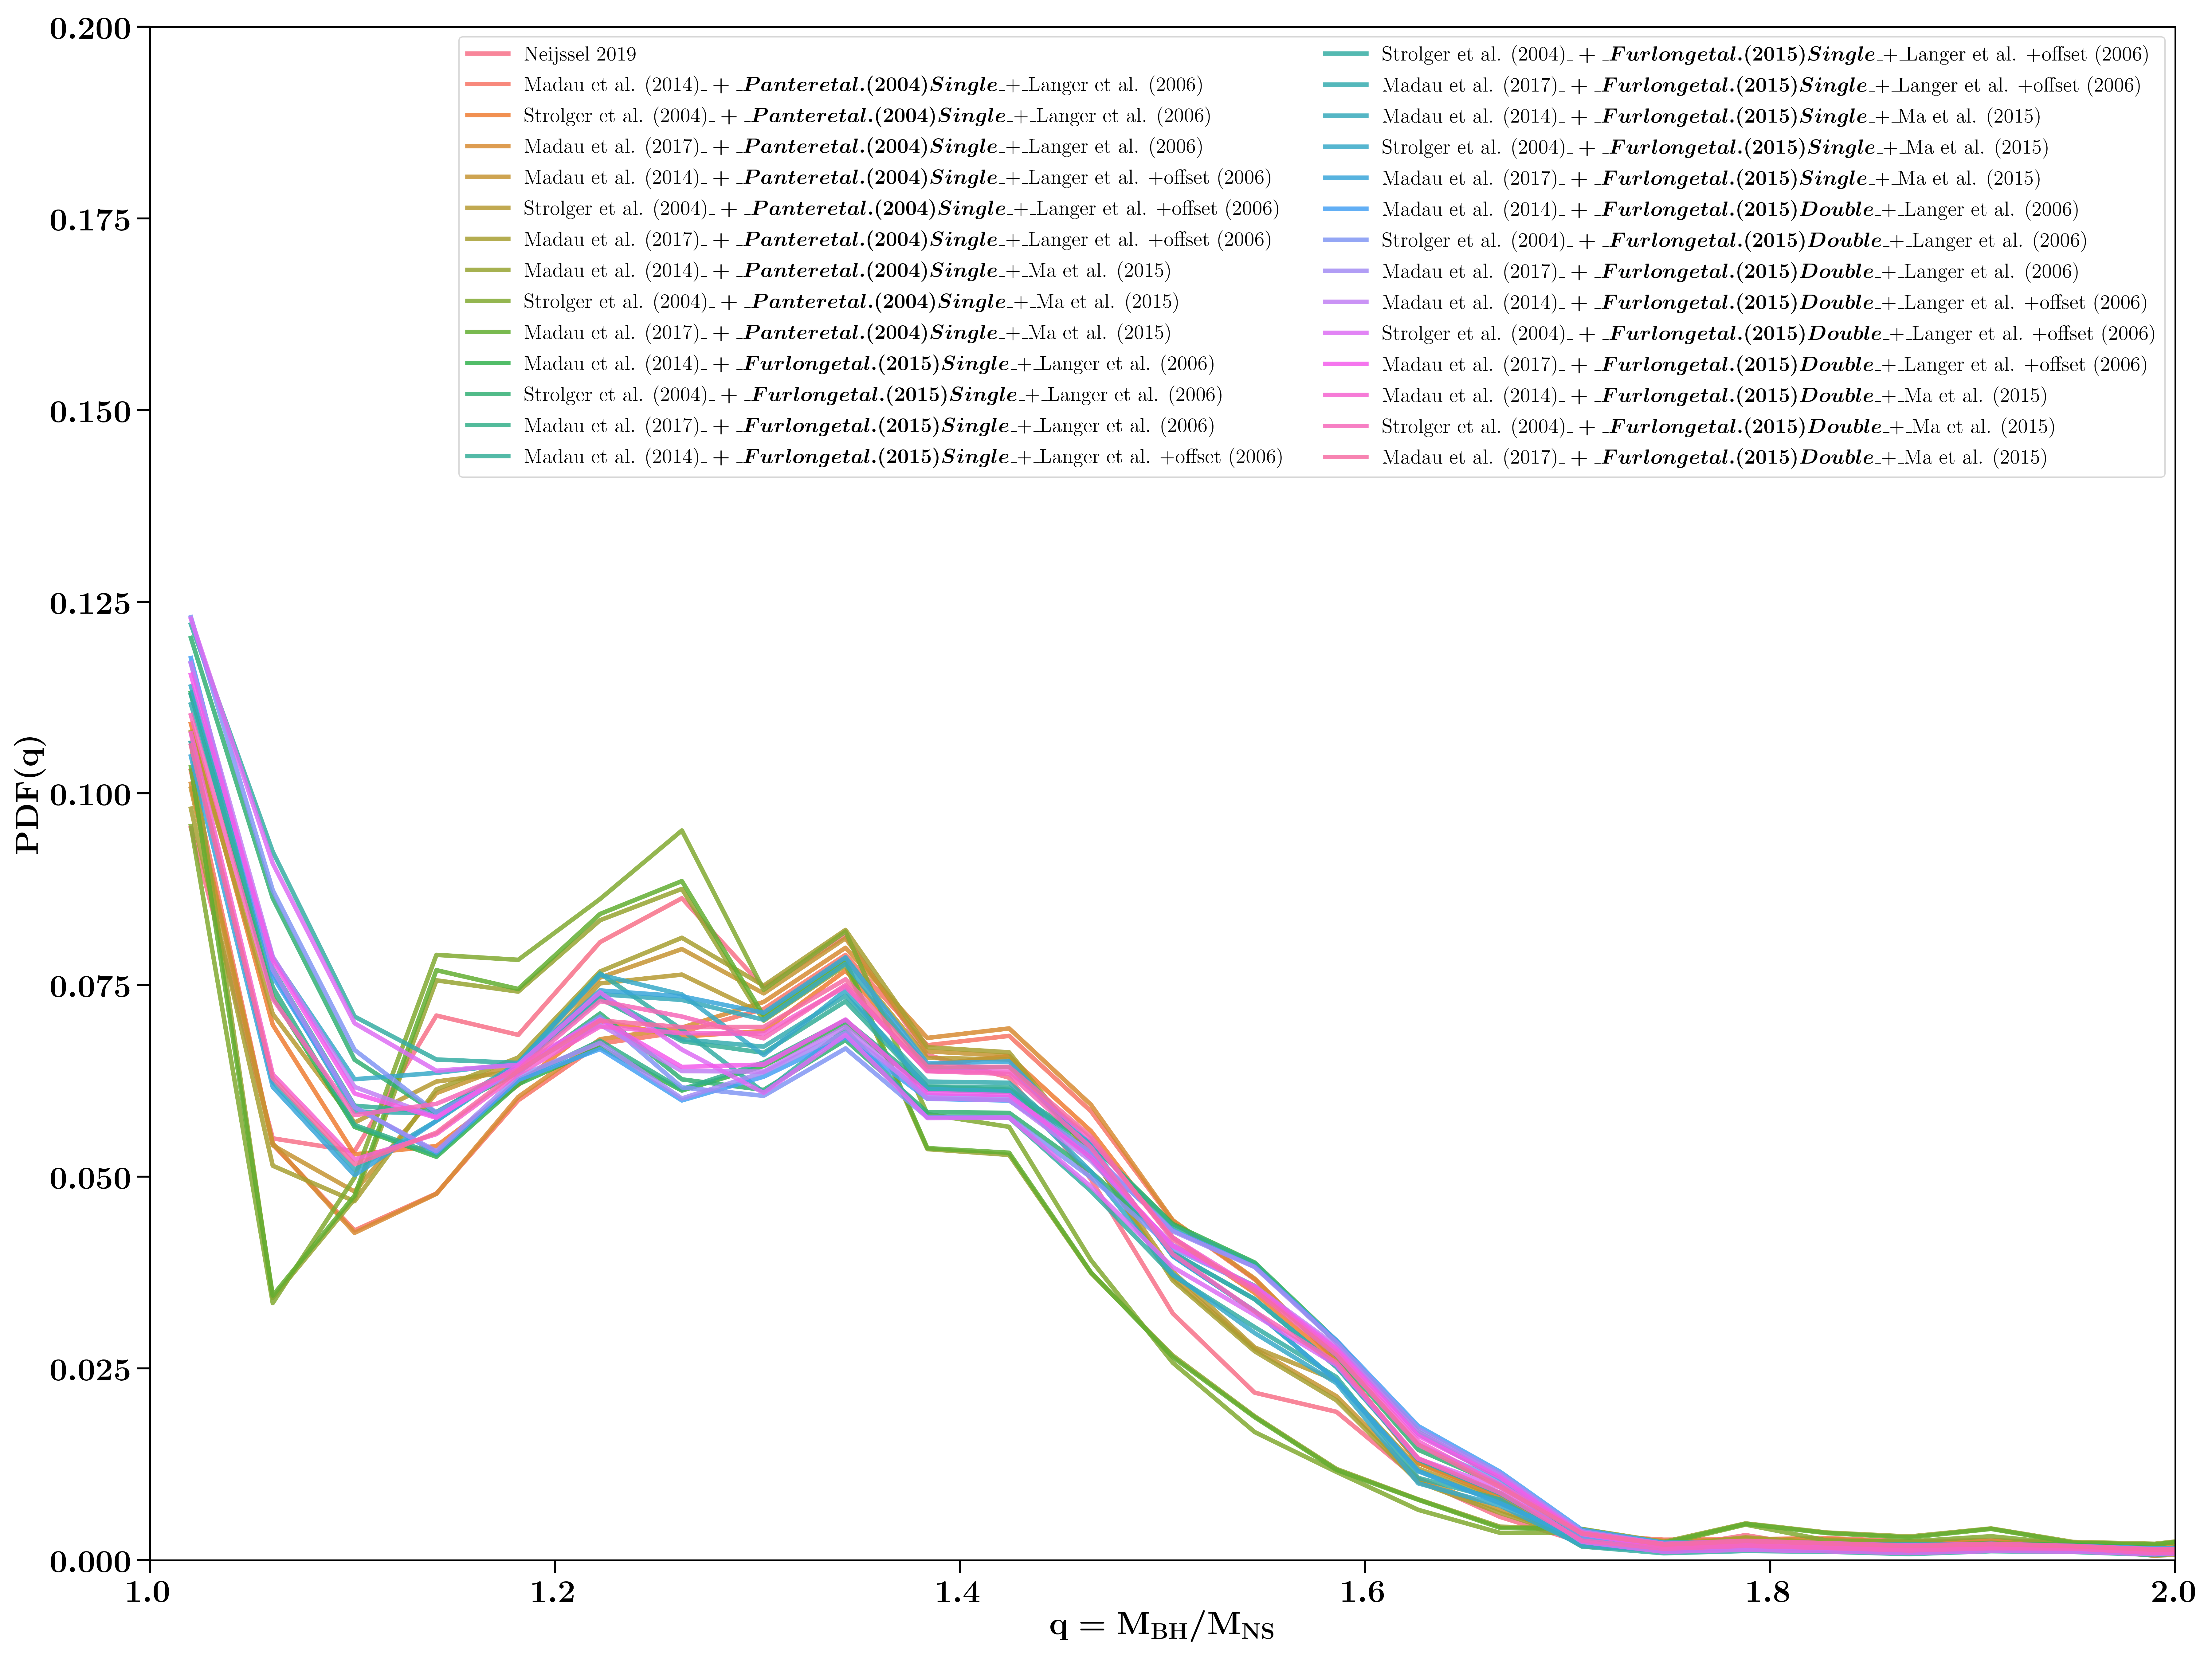 0.200
0.175
0.150
0.125
0.100
0.075
0.050
0.025
0.000
PDF(q)
Neijssel 2019
Madau et al. (2014)_ + _Panteretal.(2004)Single_+_Langer et al. (2006)
Strolger et al. (2004)_ + _Panteretal.(2004)Single_+_Langer et al. (2006)
Madau et al. (2017)_ + _Panteretal.(2004)Single_+_Langer et al. (2006)
Madau et al. (2014)_ + _Panteretal.(2004)Single_+_Langer et al. +offset (2006)
Strolger et al. (2004)_ + _Panteretal.(2004)Single_+_Langer et al. +offset (2006)
Madau et al. (2017)_ + _Panteretal.(2004)Single_+_Langer et al. +offset (2006)
Madau et al. (2014)_ + _Panteretal.(2004)Single_+_Ma et al. (2015)
Strolger et al. (2004)_ + _Panteretal.(2004)Single_+_Ma et al. (2015)
Madau et al. (2017)_ + _Panteretal.(2004)Single_+_Ma et al. (2015)
Madau et al. (2014)_ + _Furlongetal.(2015)Single_+_Langer et al. (2006)
Strolger et al. (2004)_ + _Furlongetal.(2015)Single_+_Langer et al. (2006)
Madau et al. (2017)_ + _Furlongetal.(2015)Single_+_Langer et al. (2006)
Madau et al. (2014)_ + _Furlongetal.(2015)Single_+_Langer et al. +offset (2006)
Strolger et al. (2004)_ + _Furlongetal.(2015)Single_+_Langer et al. +offset (2006)
Madau et al. (2017)_ + _Furlongetal.(2015)Single_+_Langer et al. +offset (2006)
Madau et al. (2014)_ + _Furlongetal.(2015)Single_+_Ma et al. (2015)
Strolger et al. (2004)_ + _Furlongetal.(2015)Single_+_Ma et al. (2015)
Madau et al. (2017)_ + _Furlongetal.(2015)Single_+_Ma et al. (2015)
Madau et al. (2014)_ + _Furlongetal.(2015)Double_+_Langer et al. (2006)
Strolger et al. (2004)_ + _Furlongetal.(2015)Double_+_Langer et al. (2006)
Madau et al. (2017)_ + _Furlongetal.(2015)Double_+_Langer et al. (2006)
Madau et al. (2014)_ + _Furlongetal.(2015)Double_+_Langer et al. +offset (2006)
Strolger et al. (2004)_ + _Furlongetal.(2015)Double_+_Langer et al. +offset (2006)
Madau et al. (2017)_ + _Furlongetal.(2015)Double_+_Langer et al. +offset (2006)
Madau et al. (2014)_ + _Furlongetal.(2015)Double_+_Ma et al. (2015)
Strolger et al. (2004)_ + _Furlongetal.(2015)Double_+_Ma et al. (2015)
Madau et al. (2017)_ + _Furlongetal.(2015)Double_+_Ma et al. (2015)
1.0 1.2 1.4 1.6 1.8 2.0
q = M_BH/M_NS